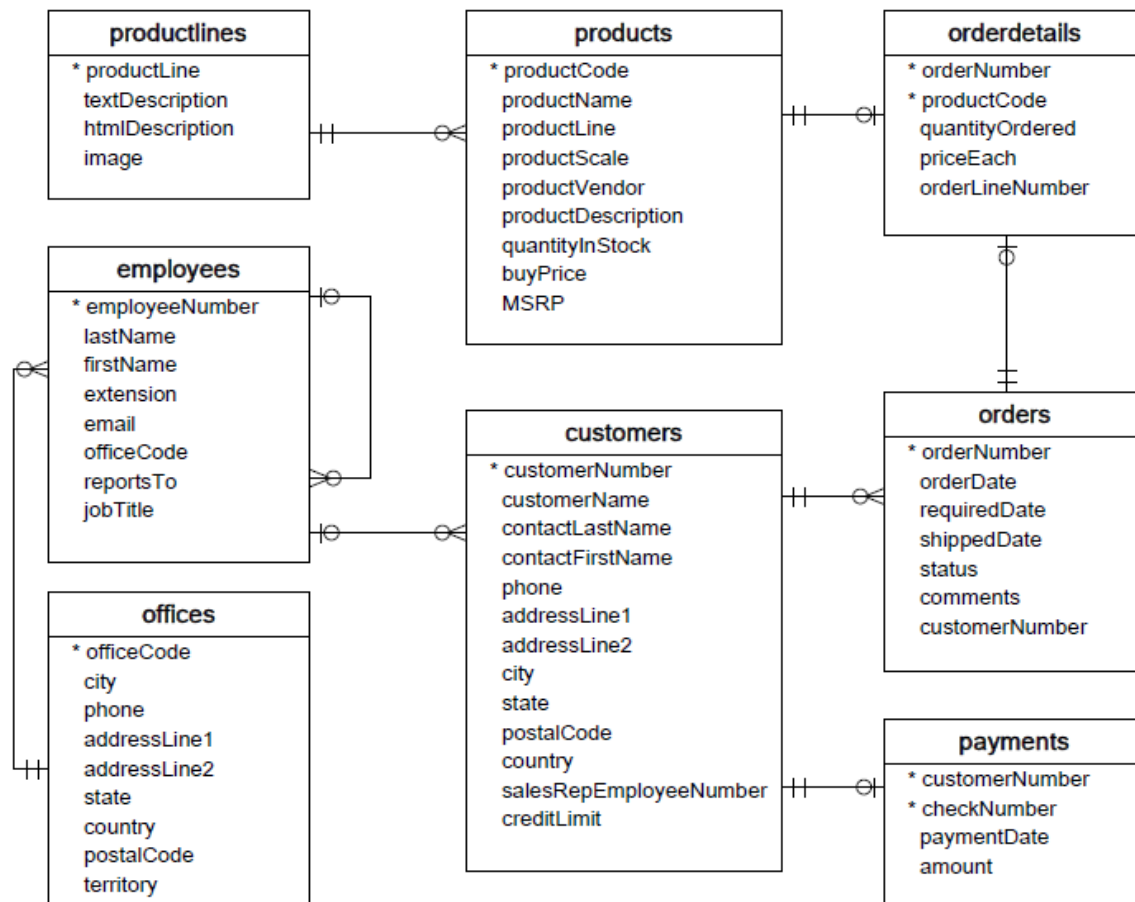 productlines
* productLine
textDescription
htmlDescription
image
products
* productCode
productName
productLine
productScale
productVendor
productDescription
quantityInStock
buyPrice
MSRP
orderdetails
* orderNumber
* productCode
quantityOrdered
priceEach
orderLineNumber
employees
* employeeNumber
lastName
firstName
extension
email
officeCode
reportsTo
jobTitle
customers
* customerNumber
customerName
contactLastName
contactFirstName
phone
addressLine1
addressLine2
city
state
postalCode
country
salesRepEmployeeNumber
creditLimit
orders
* orderNumber
orderDate
requiredDate
shippedDate
status
comments
customerNumber
offices
* officeCode
city
phone
addressLine1
addressLine2
state
country
postalCode
territory
payments
* customerNumber
* checkNumber
paymentDate
amount